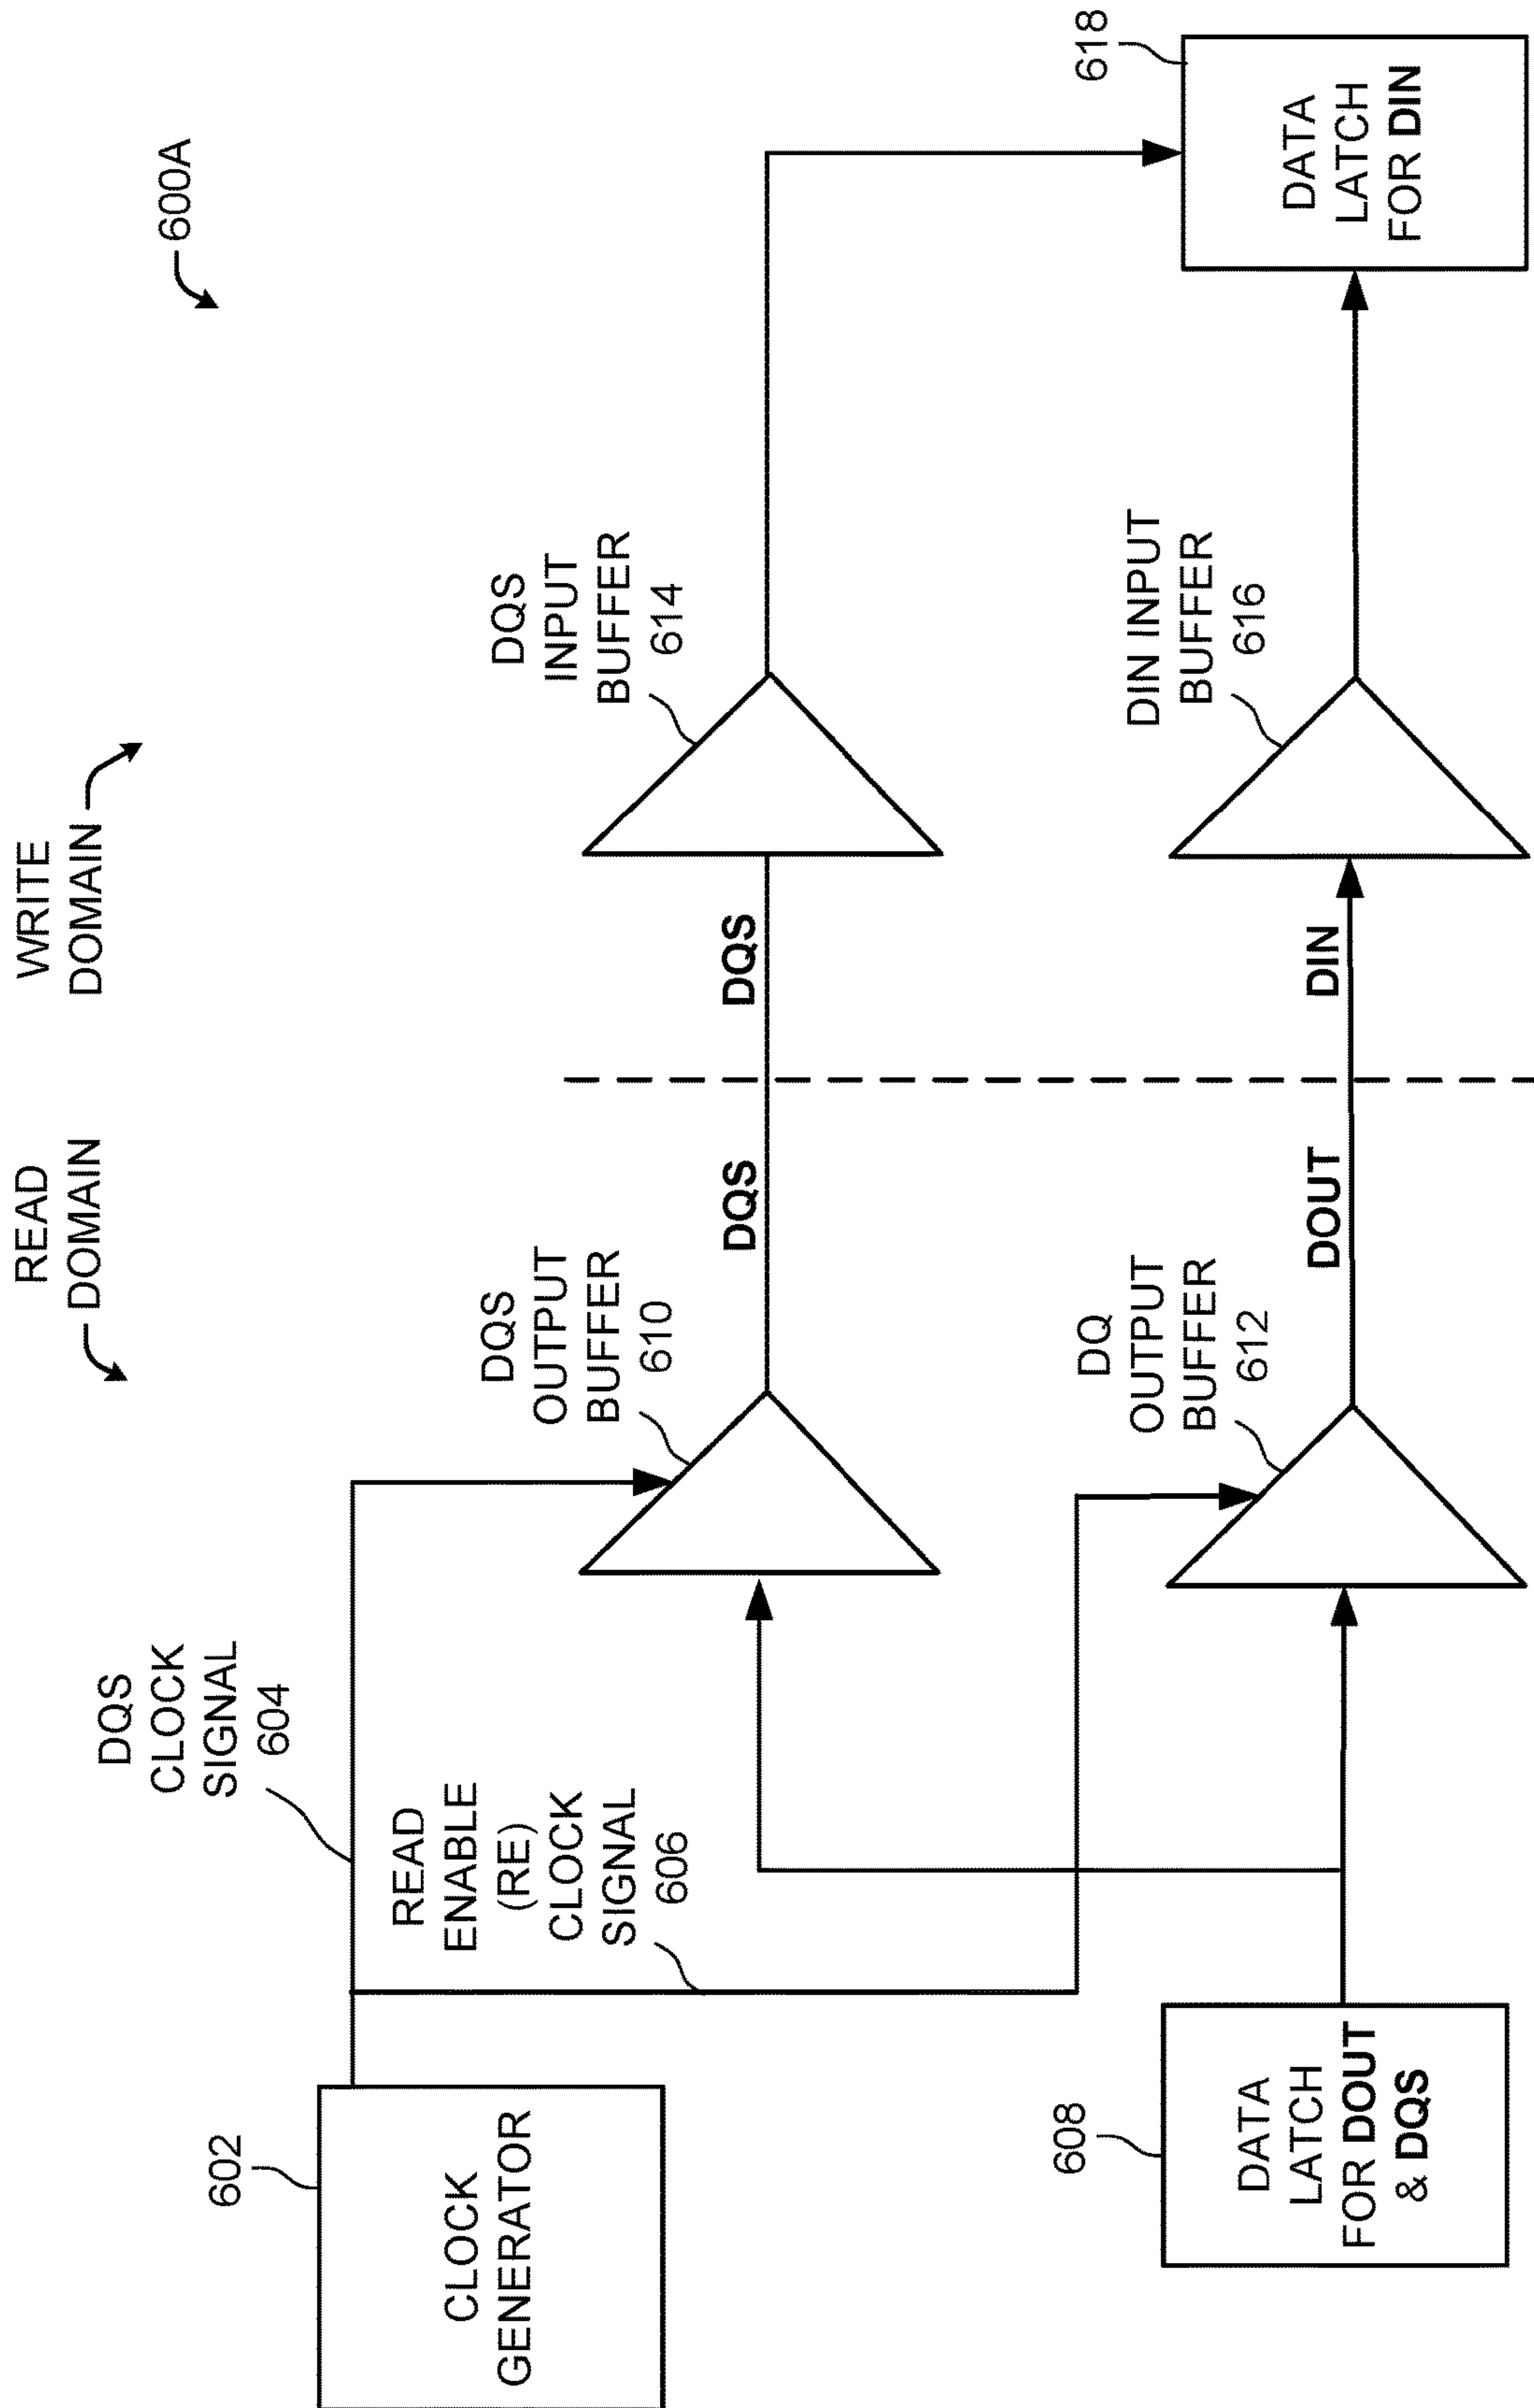 600A
READ
DOMAIN
WRITE
DOMAIN
DQS
CLOCK
SIGNAL
604
602
CLOCK
GENERATOR
READ
ENABLE
(RE)
CLOCK
SIGNAL
606
DQS
OUTPUT
BUFFER
610
DQS
DQS
DQS
INPUT
BUFFER
614
608
DATA
LATCH
FOR DOUT
& DQS
DQ
OUTPUT
BUFFER
612
DOUT
DIN
DIN INPUT
BUFFER
616
618
DATA
LATCH
FOR DIN